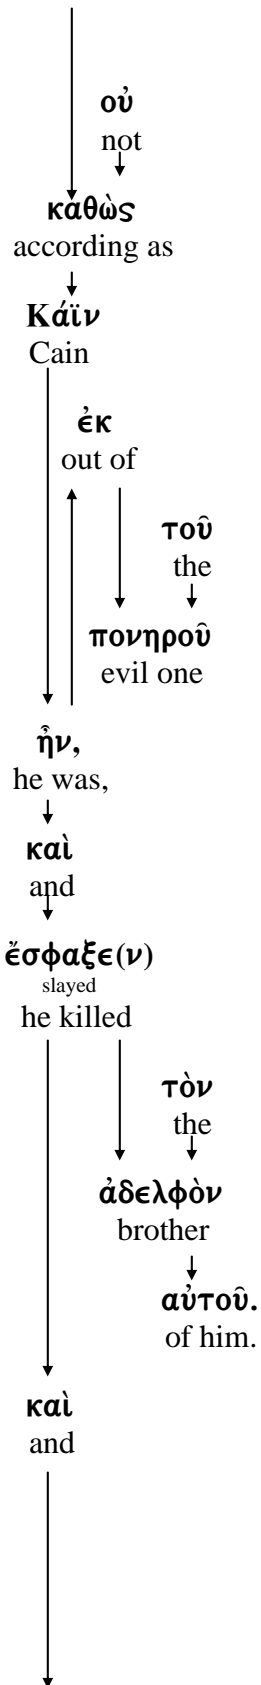 οὐ
not
καθὼς
according as
Κάϊν
Cain
ἐκ
out of
τοῦ
the
πονηροῦ
evil one
ἦν,
he was,
καὶ
and
ἔσφαξε(ν)
slayed
he killed
τὸν
the
ἀδελφὸν
brother
αὐτοῦ.
of him.
καὶ
and